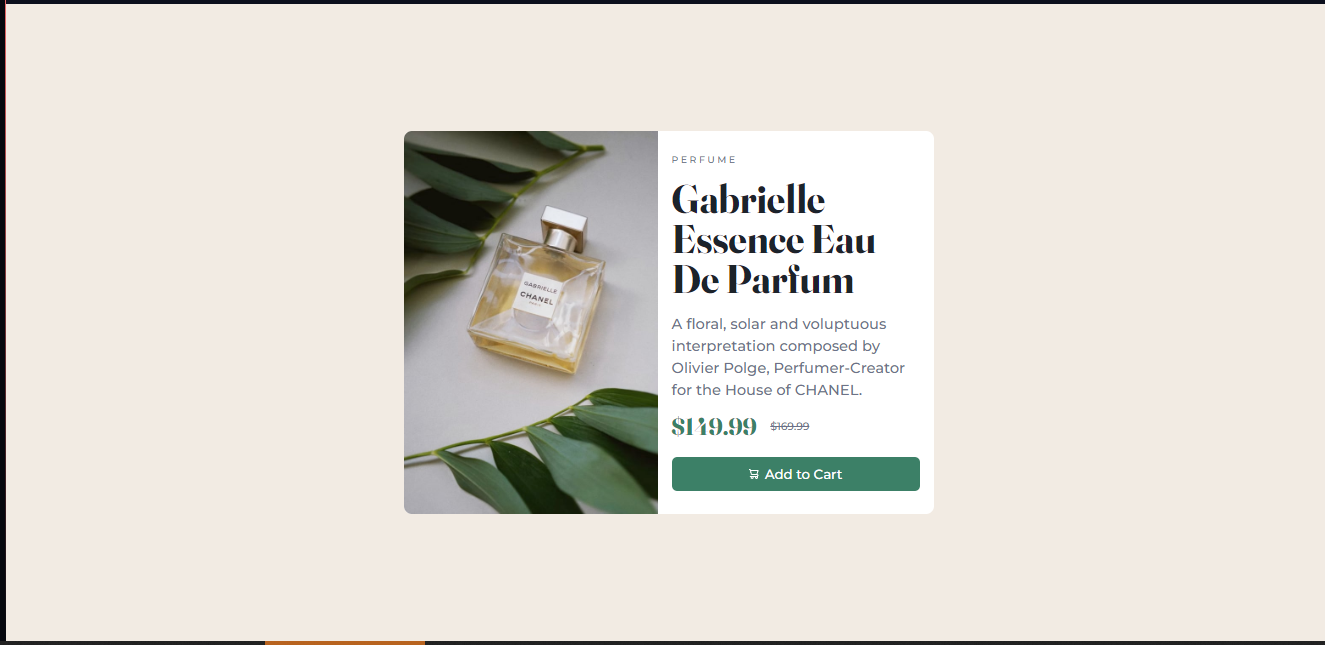 GABRIELLE
CHANEL
PARIS
PERFUME
Gabrielle
Essence Eau
De Parfum
A floral, solar and voluptuous
interpretation composed by
Olivier Polge, Perfumer-Creator
for the House of CHANEL.
$149.99 $169.99
Add to Cart